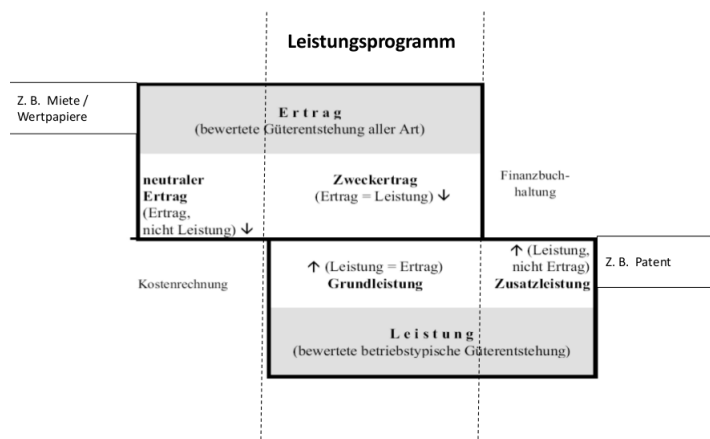 Leistungsprogramm
Z. B. Miete /
Wertpapiere
Ertrag
(bewertete Güterentstehung aller Art)
neutraler
Ertrag
(Ertrag,
nicht Leistung) ↓
Zweckertrag
(Ertrag = Leistung) ↓
Finanzbuch-
haltung
Kostenrechnung
↑ (Leistung = Ertrag)
Grundleistung
↑ (Leistung,
nicht Ertrag)
Zusatzleistung
Z. B. Patent
Leistung
(bewertete betriebstypische Güterentstehung)